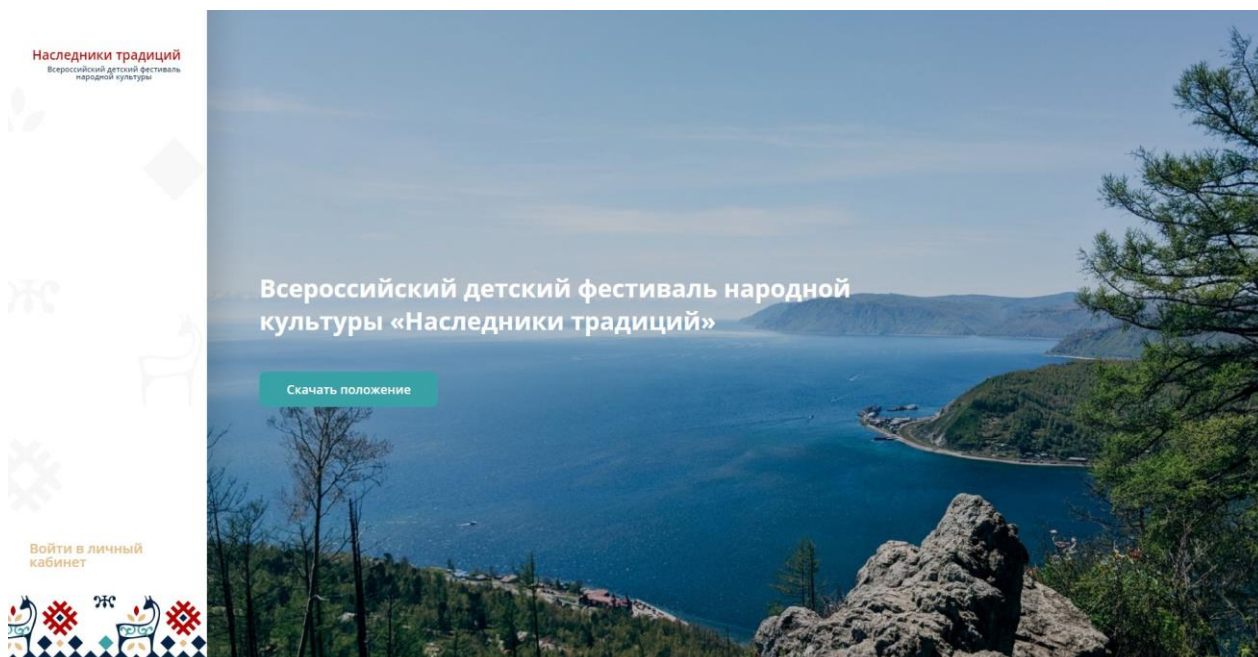 Наследники традиций
Всероссийский детский фестиваль
народной культуры
Всероссийский детский фестиваль народной
культуры «Наследники традиций»
Скачать положение
Войти в личный
кабинет